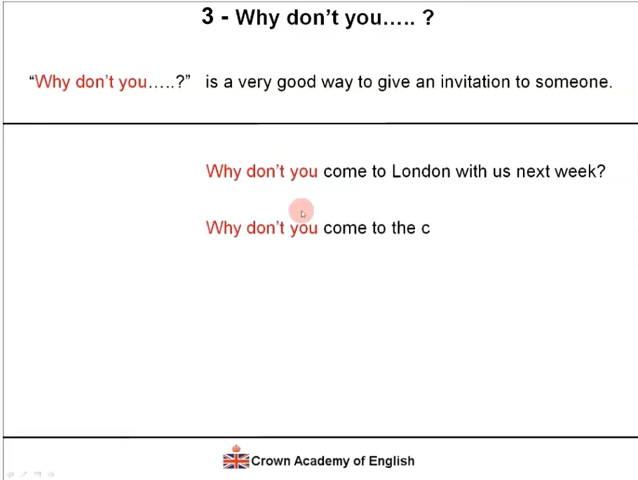 3 - Why don't you….. ?
“Why don't you…..?” is a very good way to give an invitation to someone.
Why don't you come to London with us next week?
Why don't you come to the c
Crown Academy of English